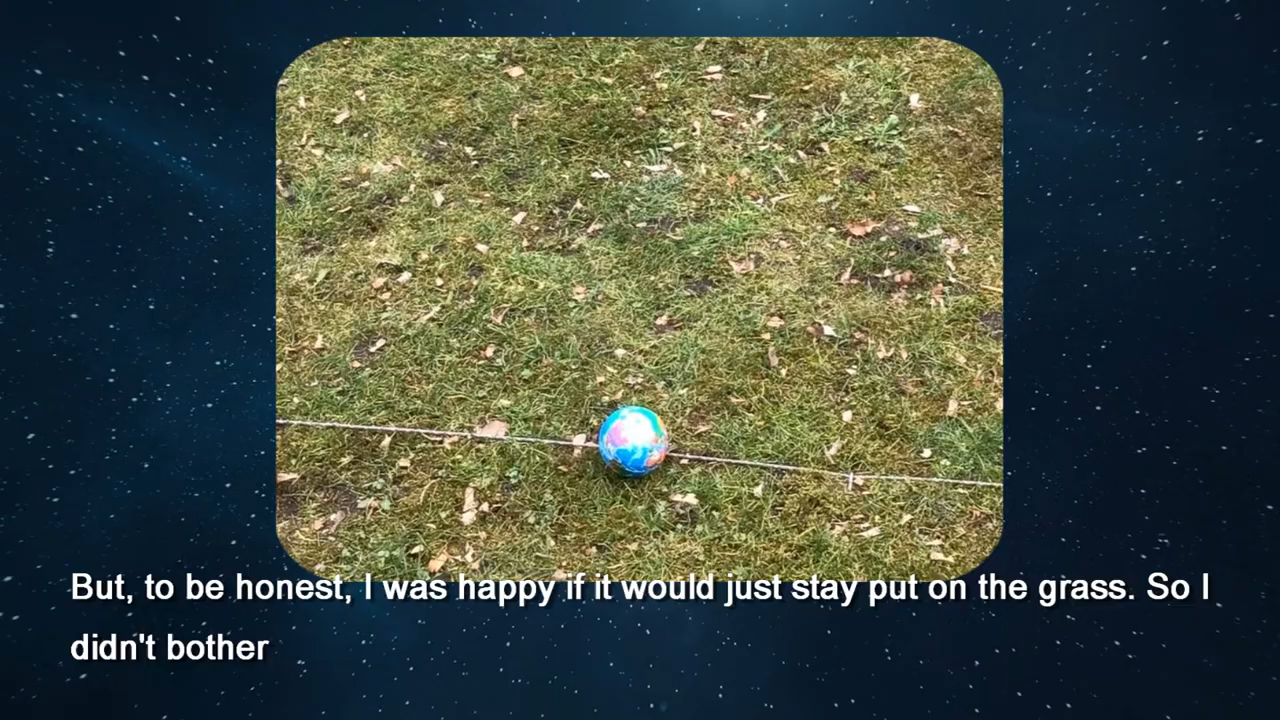 But, to be honest, I was happy if it would just stay put on the grass. So I
didn't bother